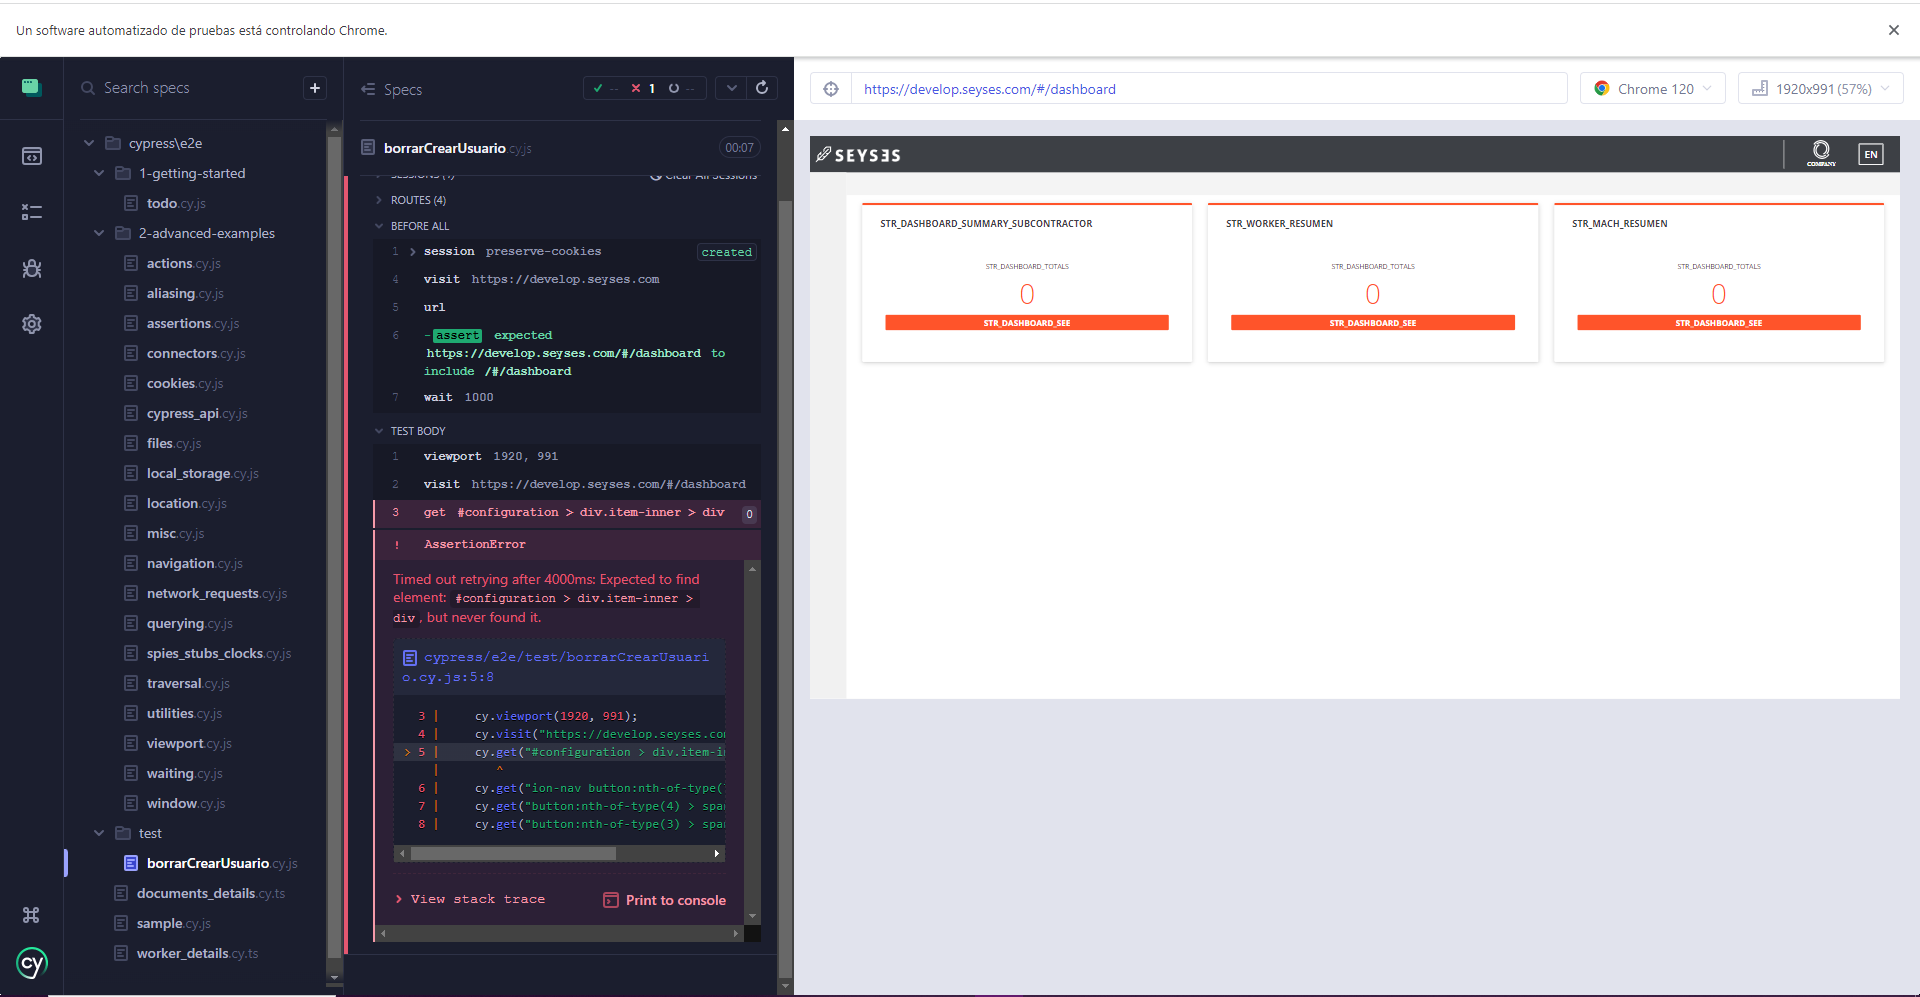 Un software automatizado de pruebas está controlando Chrome.
Search specs
+
cypress\e2e
1-getting-started
todo.cy.js
2-advanced-examples
actions.cy.js
aliasing.cy.js
assertions.cy.js
connectors.cy.js
cookies.cy.js
cypress_api.cy.js
files.cy.js
local_storage.cy.js
location.cy.js
misc.cy.js
navigation.cy.js
network_requests.cy.js
querying.cy.js
spies_stubs_clocks.cy.js
traversal.cy.js
utilities.cy.js
viewport.cy.js
waiting.cy.js
window.cy.js
test
borrarCrearUsuario.cy.js
documents_details.cy.ts
sample.cy.js
worker_details.cy.ts
cy
Specs
-- 1 --
borrarCrearUsuario.cy.js 00:07
SESSIONS (1) Clear All Sessions
ROUTES (4)
BEFORE ALL
1 session preserve-cookies created
4 visit https://develop.seyses.com
5 url
6 -assert expected
https://develop.seyses.com/#/dashboard to
include /#/dashboard
7 wait 1000
TEST BODY
1 viewport 1920, 991
2 visit https://develop.seyses.com/#/dashboard
3 get #configuration > div.item-inner > div 0
! AssertionError
Timed out retrying after 4000ms: Expected to find
element: #configuration > div.item-inner >
div, but never found it.
cypress/e2e/test/borrarCrearUsuari
o.cy.js:5:8
3 | cy.viewport(1920, 991);
4 | cy.visit("https://develop.seyses.com
> 5 | cy.get("#configuration > div.item-in
| ^
6 | cy.get("ion-nav button:nth-of-type(
7 | cy.get("button:nth-of-type(4) > span
8 | cy.get("button:nth-of-type(3) > span
View stack trace Print to console
https://develop.seyses.com/#/dashboard
Chrome 120
1920x991 (57%)
SEYSES
COMPANY
EN
STR_DASHBOARD_SUMMARY_SUBCONTRACTOR
STR_DASHBOARD_TOTALS
0
STR_DASHBOARD_SEE
STR_WORKER_RESUMEN
STR_DASHBOARD_TOTALS
0
STR_DASHBOARD_SEE
STR_MACH_RESUMEN
STR_DASHBOARD_TOTALS
0
STR_DASHBOARD_SEE